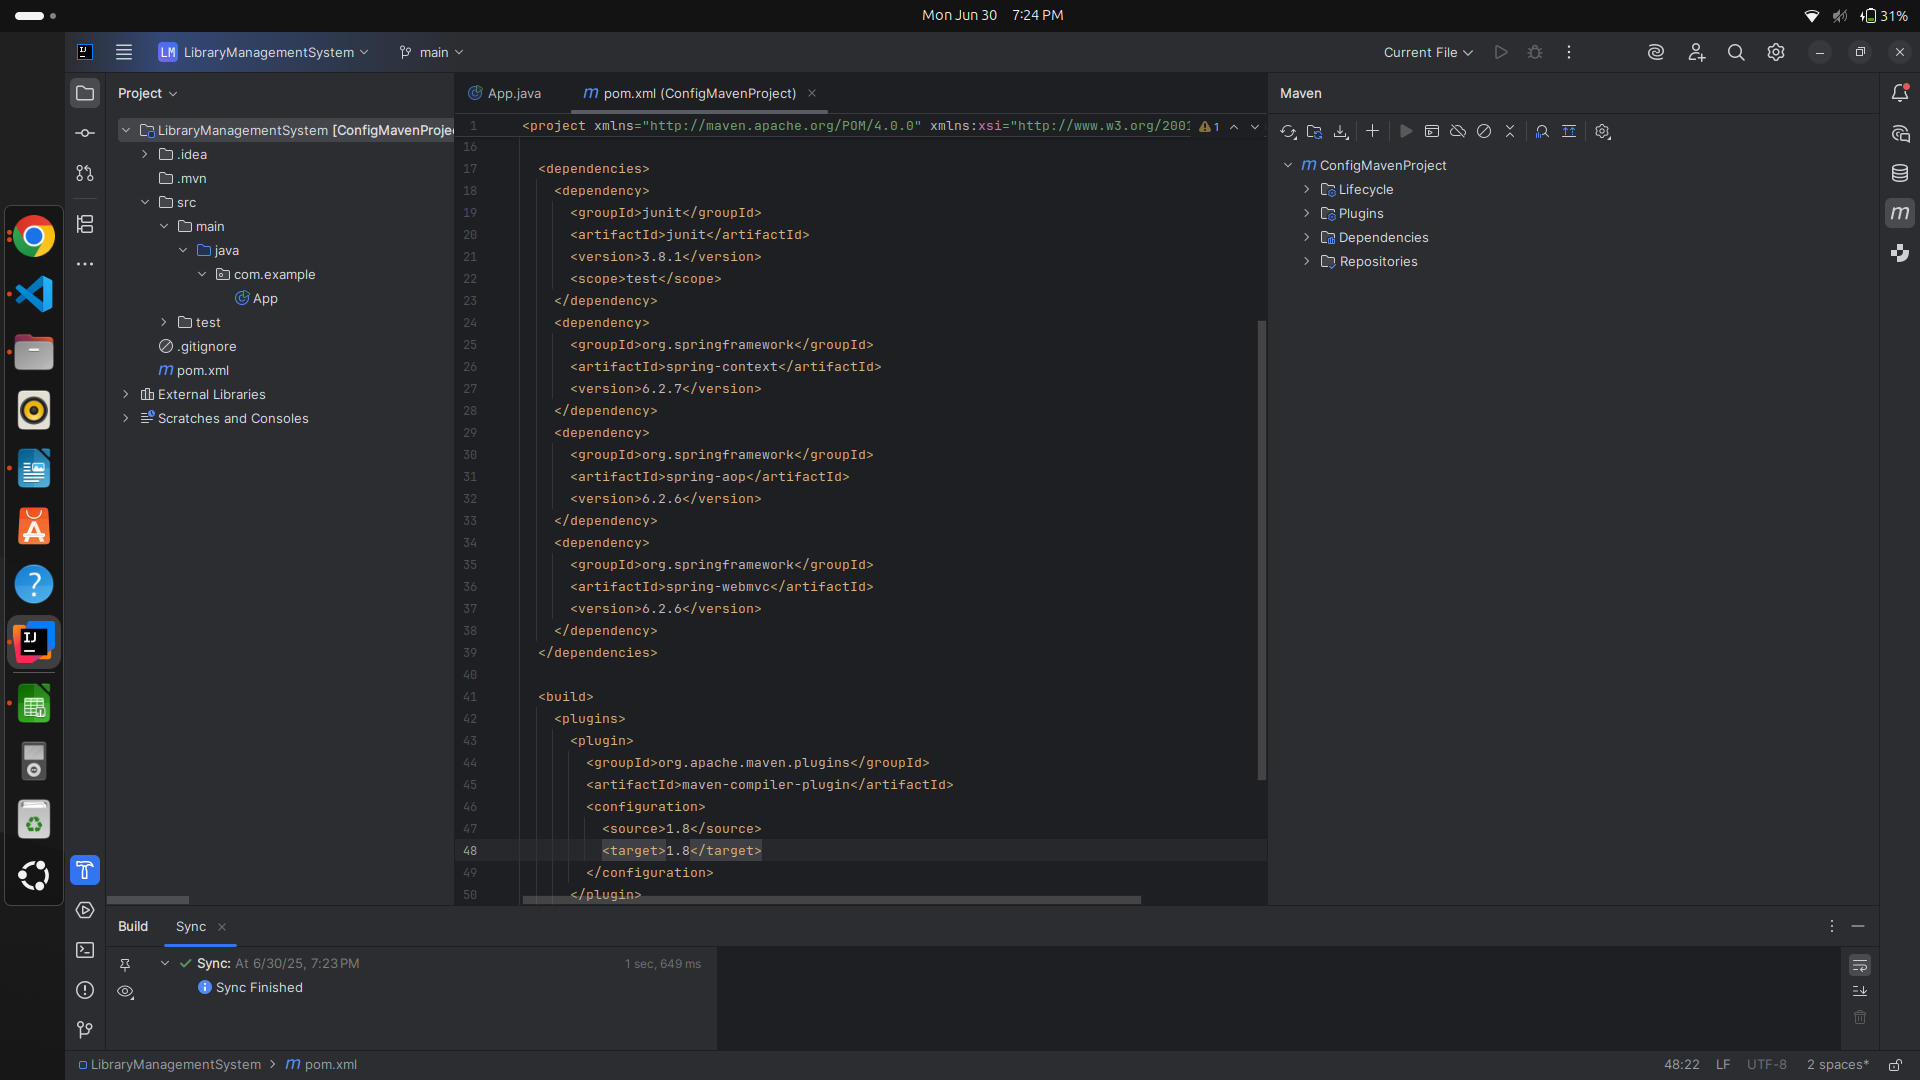 Mon Jun 30 7:24 PM
31%
LM LibraryManagementSystem
main
Current File
Project
LibraryManagementSystem [ConfigMavenProje
.idea
.mvn
src
main
java
com.example
App
test
.gitignore
m pom.xml
External Libraries
Scratches and Consoles
App.java
m pom.xml (ConfigMavenProject)
1 <project xmlns="http://maven.apache.org/POM/4.0.0" xmlns:xsi="http://www.w3.org/2001
1
16
17 <dependencies>
18 <dependency>
19 <groupId>junit</groupId>
20 <artifactId>junit</artifactId>
21 <version>3.8.1</version>
22 <scope>test</scope>
23 </dependency>
24 <dependency>
25 <groupId>org.springframework</groupId>
26 <artifactId>spring-context</artifactId>
27 <version>6.2.7</version>
28 </dependency>
29 <dependency>
30 <groupId>org.springframework</groupId>
31 <artifactId>spring-aop</artifactId>
32 <version>6.2.6</version>
33 </dependency>
34 <dependency>
35 <groupId>org.springframework</groupId>
36 <artifactId>spring-webmvc</artifactId>
37 <version>6.2.6</version>
38 </dependency>
39 </dependencies>
40
41 <build>
42 <plugins>
43 <plugin>
44 <groupId>org.apache.maven.plugins</groupId>
45 <artifactId>maven-compiler-plugin</artifactId>
46 <configuration>
47 <source>1.8</source>
48 <target>1.8</target>
49 </configuration>
50 </plugin>
Maven
m ConfigMavenProject
Lifecycle
Plugins
Dependencies
Repositories
Build
Sync
Sync: At 6/30/25, 7:23 PM
1 sec, 649 ms
Sync Finished
LibraryManagementSystem > m pom.xml
48:22
LF
UTF-8
2 spaces*